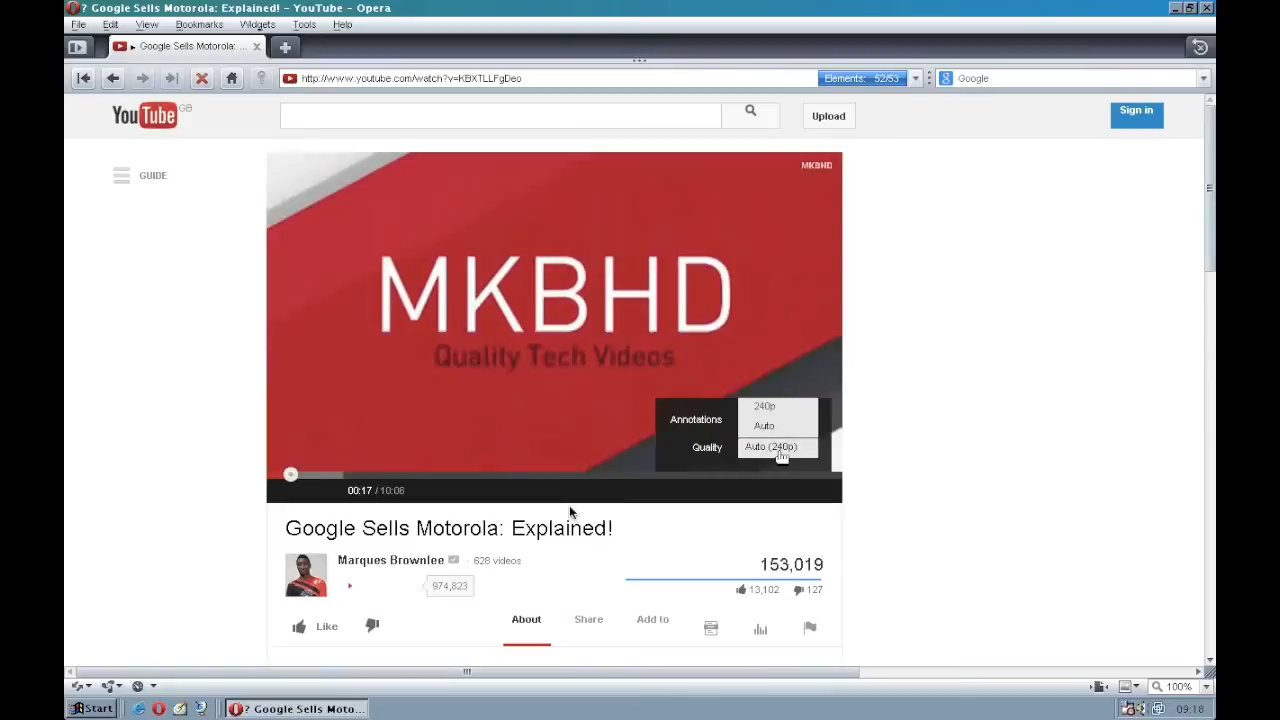 ? Google Sells Motorola: Explained! - YouTube - Opera
File Edit View Bookmarks Widgets Tools Help
Google Sells Motorola: ...
http://www.youtube.com/watch?v=KBXTLLFgDeo
Elements: 52/53
Google
YouTube GB
Upload
Sign in
GUIDE
MKBHD
MKBHD
Quality Tech Videos
240p
Annotations
Auto
Quality
Auto (240p)
00:17 / 10:06
Google Sells Motorola: Explained!
Marques Brownlee · 628 videos
153,019
974,823
13,102 127
Like
About Share Add to
100%
Start
? Google Sells Moto...
09:18